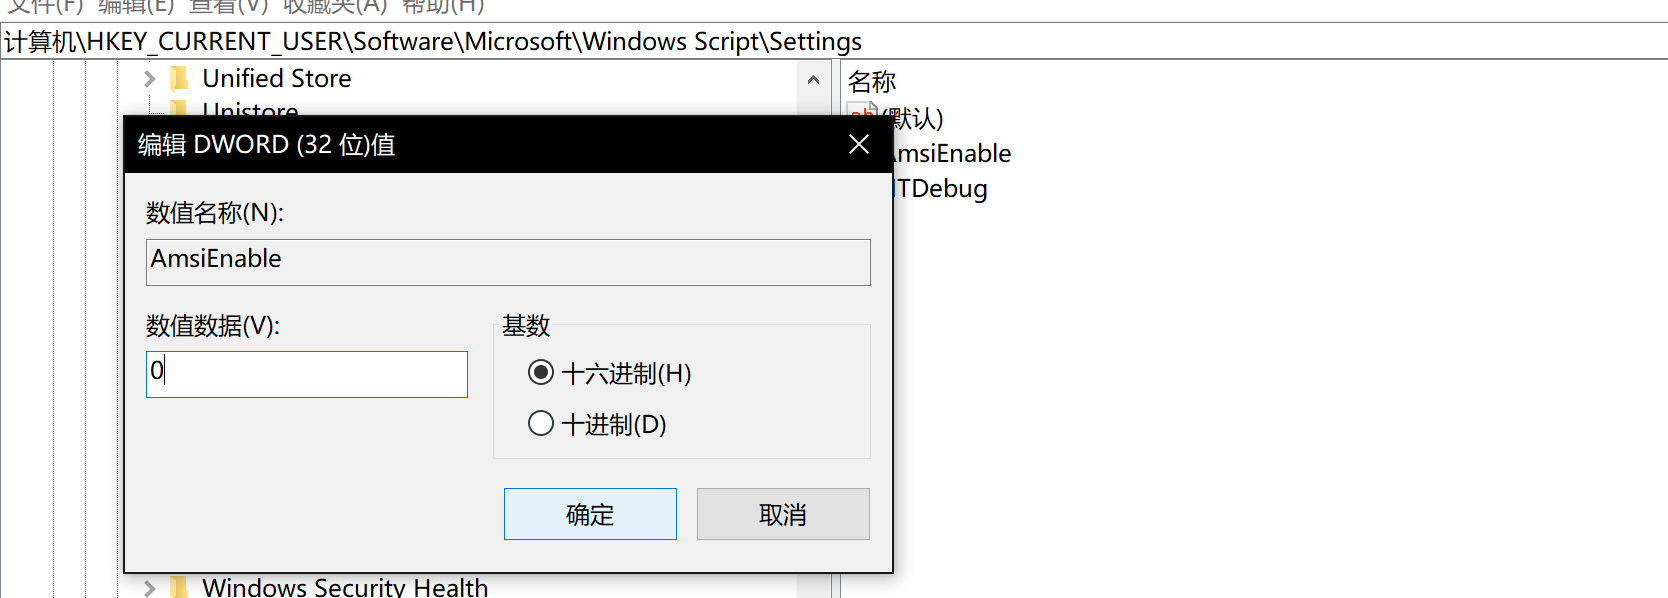 文件(F) 编辑(E) 查看(V) 收藏夹(A) 帮助(H)
计算机\HKEY_CURRENT_USER\Software\Microsoft\Windows Script\Settings
Unified Store
Unistore
名称
ab (默认)
AmsiEnable
ITDebug
编辑 DWORD (32 位)值
数值名称(N):
AmsiEnable
数值数据(V):
0
基数
十六进制(H)
十进制(D)
确定
取消
Windows Security Health